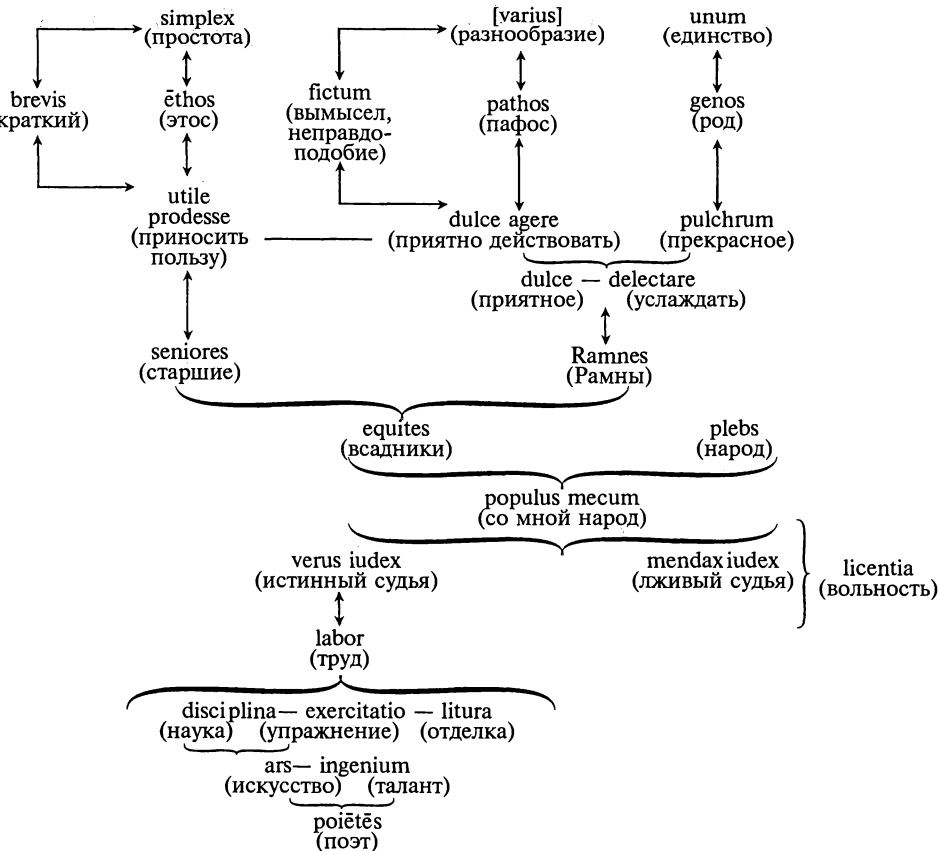 simplex
(простота)
[varius]
(разнообразие)
unum
(единство)
brevis
краткий)
ēthos
(этос)
fictum
(вымысел,
неправдо-
подобие)
pathos
(пафос)
genos
(род)
utile
prodesse
(приносить
пользу)
dulce agere
(приятно действовать)
pulchrum
(прекрасное)
dulce — delectare
(приятное) (услаждать)
seniores
(старшие)
Ramnes
(Рамны)
equites
(всадники)
plebs
(народ)
populus mecum
(со мной народ)
verus iudex
(истинный судья)
mendax iudex
(лживый судья)
licentia
(вольность)
labor
(труд)
disciplina — exercitatio — litura
(наука) (упражнение) (отделка)
ars — ingenium
(искусство) (талант)
poiētēs
(поэт)